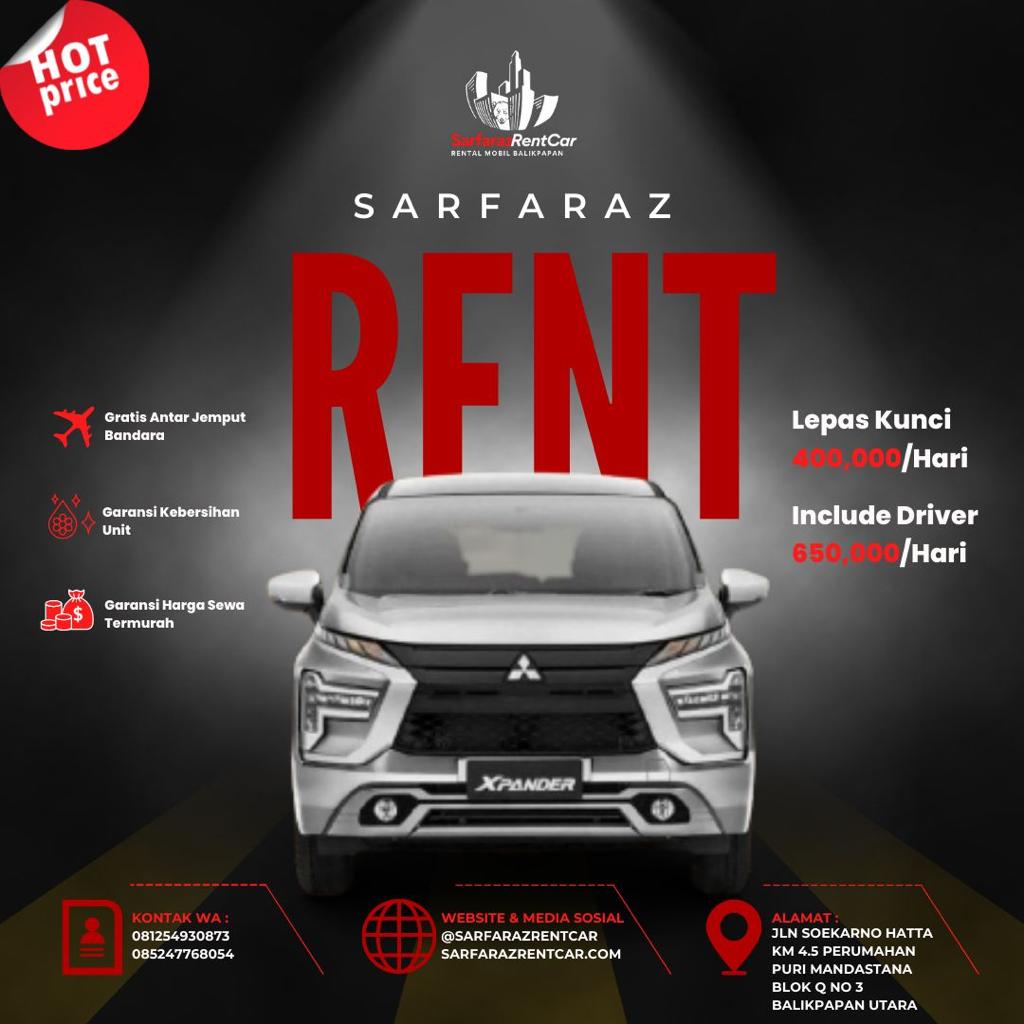 HOT
price
SarfarazRentCar
RENTAL MOBIL BALIKPAPAN
SARFARAZ
RENT
Gratis Antar Jemput
Bandara
Garansi Kebersihan
Unit
Garansi Harga Sewa
Termurah
Lepas Kunci
400,000/Hari
Include Driver
650,000/Hari
XPANDER
KONTAK WA :
081254930873
085247768054
WEBSITE & MEDIA SOSIAL
@SARFARAZRENTCAR
SARFARAZRENTCAR.COM
ALAMAT :
JLN SOEKARNO HATTA
KM 4.5 PERUMAHAN
PURI MANDASTANA
BLOK Q NO 3
BALIKPAPAN UTARA